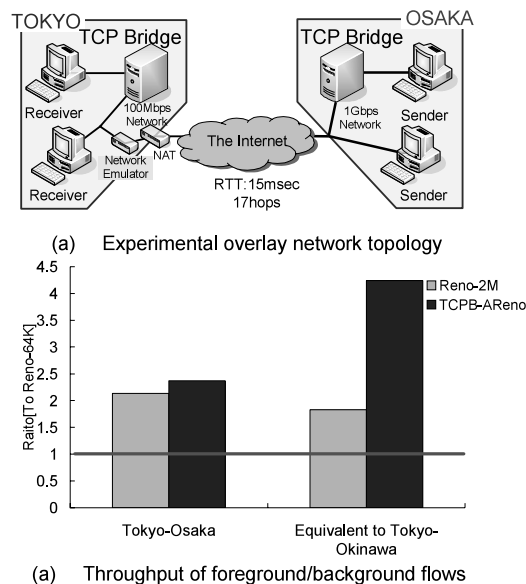 TOKYO
OSAKA
TCP Bridge
TCP Bridge
Receiver
100Mbps
Network
1Gbps
Network
Sender
The Internet
Receiver
Network
Emulator
NAT
Sender
RTT:15msec
17hops
(a) Experimental overlay network topology
4.5
4
3.5
3
2.5
2
1.5
1
0.5
0
Raito[To Reno-64K]
Reno-2M
TCPB-AReno
Tokyo-Osaka
Equivalent to Tokyo-
Okinawa
(a) Throughput of foreground/background flows